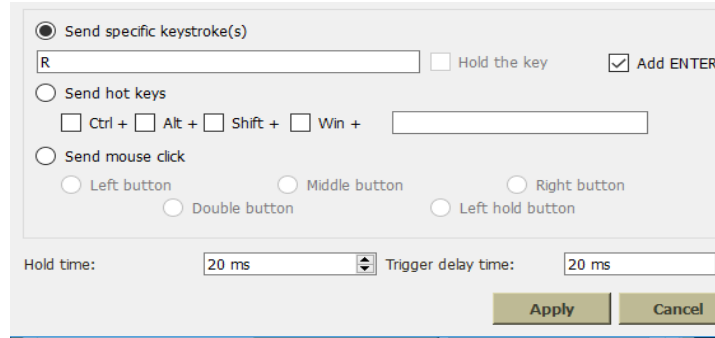 Send specific keystroke(s)
R Hold the key Add ENTER
Send hot keys
Ctrl + Alt + Shift + Win +
Send mouse click
Left button Middle button Right button
Double button Left hold button
Hold time: 20 ms Trigger delay time: 20 ms
Apply Cancel